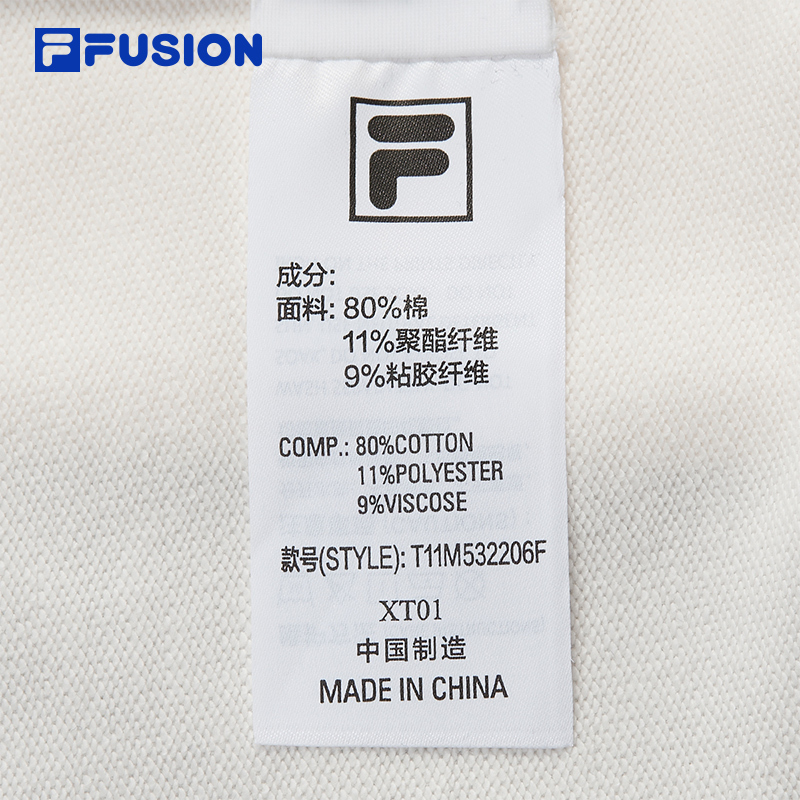 FUSION
成分:
面料: 80%棉
11%聚酯纤维
9%粘胶纤维
COMP.: 80%COTTON
11%POLYESTER
9%VISCOSE
款号(STYLE): T11M532206F
XT01
中国制造
MADE IN CHINA